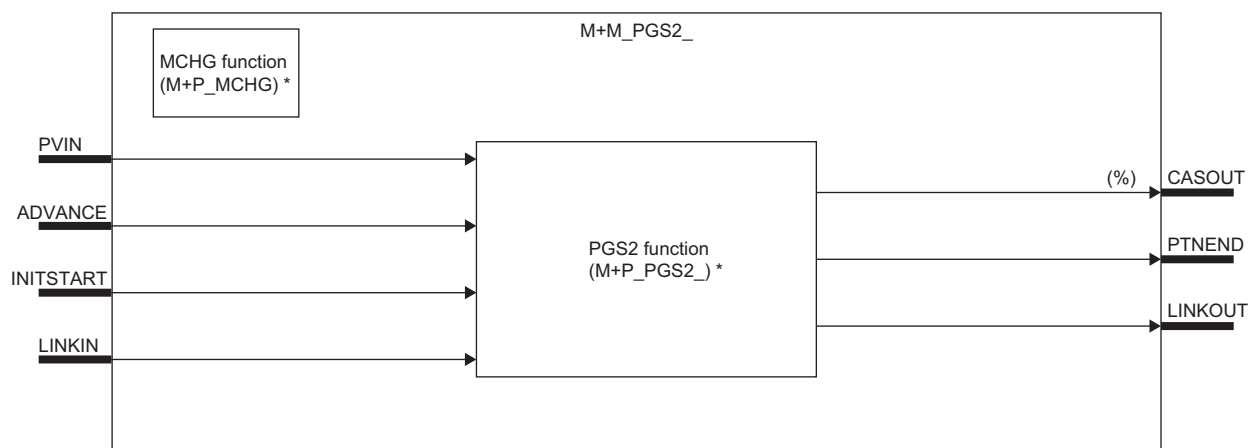 M+M_PGS2_
MCHG function
(M+P_MCHG) *
PVIN
(%)
CASOUT
ADVANCE
PGS2 function
(M+P_PGS2_) *
PTNEND
INITSTART
LINKOUT
LINKIN